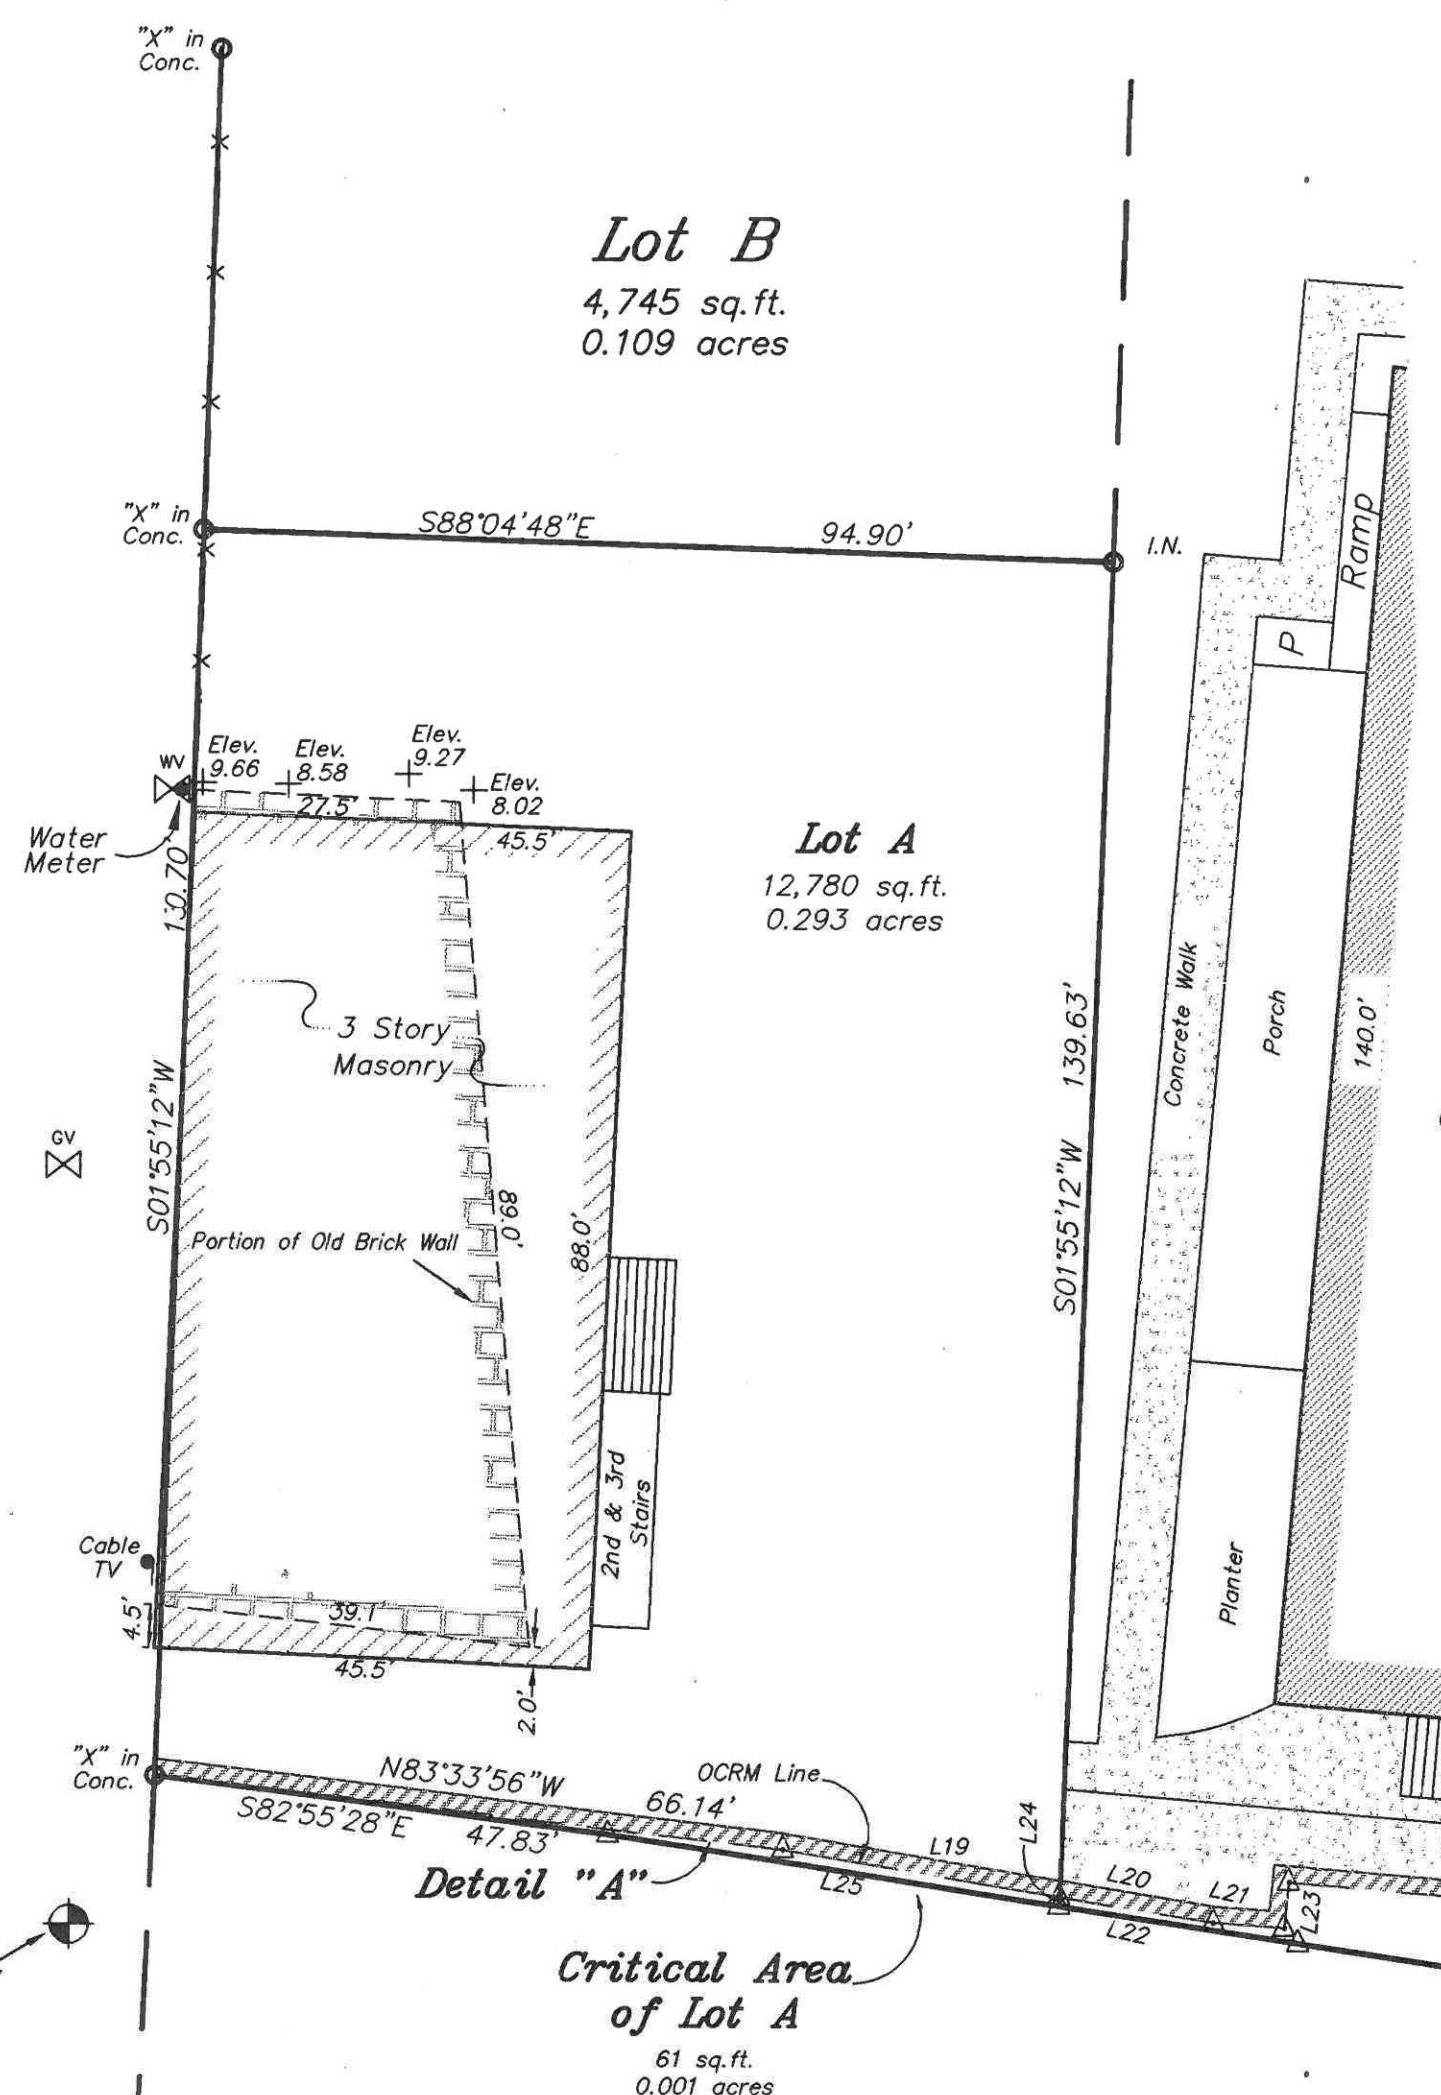 "X" in
Conc.
Lot B
4,745 sq.ft.
0.109 acres
"X" in
Conc.
S88°04'48"E
94.90'
I.N.
Ramp
P
Elev.
9.66
Elev.
8.58
Elev.
9.27
Elev.
8.02
WV
27.5'
45.5'
Water
Meter
Lot A
12,780 sq.ft.
0.293 acres
3 Story
Masonry
S01°55'12"W
139.63'
S01°55'12"W
Concrete Walk
Porch
140.0'
GV
Portion of Old Brick Wall
89.0'
88.0'
2nd & 3rd
Stairs
Planter
Cable
TV
4.5'
39.1'
45.5'
2.0'
"X" in
Conc.
N83°33'56"W
66.14'
OCRM Line
S82°55'28"E
47.83'
L19
L24
L20
L21
L23
L25
L22
Detail "A"
Critical Area
of Lot A
61 sq.ft.
0.001 acres